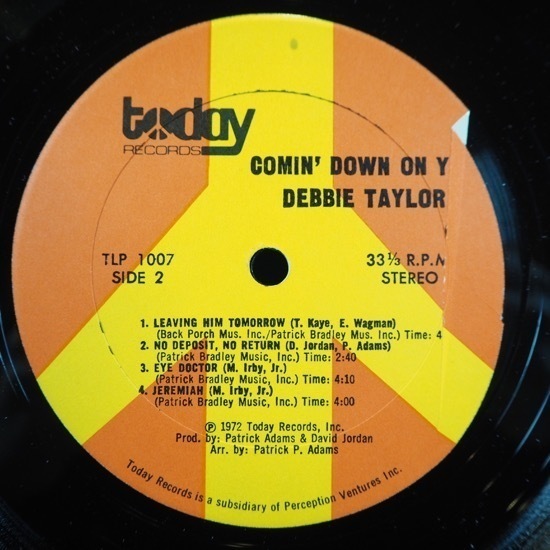 today
RECORDS
COMIN' DOWN ON Y
DEBBIE TAYLOR
TLP 1007
SIDE 2
33⅓ R.P.M
STEREO
1. LEAVING HIM TOMORROW (T. Kaye, E. Wagman)
(Back Porch Mus. Inc./Patrick Bradley Mus. Inc.) Time: 4
2. NO DEPOSIT, NO RETURN (D. Jordan, P. Adams)
(Patrick Bradley Music, Inc.) Time: 2:40
3. EYE DOCTOR (M. Irby, Jr.)
(Patrick Bradley Music, Inc.) Time: 4:10
4. JEREMIAH (M. Irby, Jr.)
(Patrick Bradley Music, Inc.) Time: 4:00
℗ 1972 Today Records, Inc.
Prod. by: Patrick Adams & David Jordan
Arr. by: Patrick P. Adams
Today Records is a subsidiary of Perception Ventures Inc.